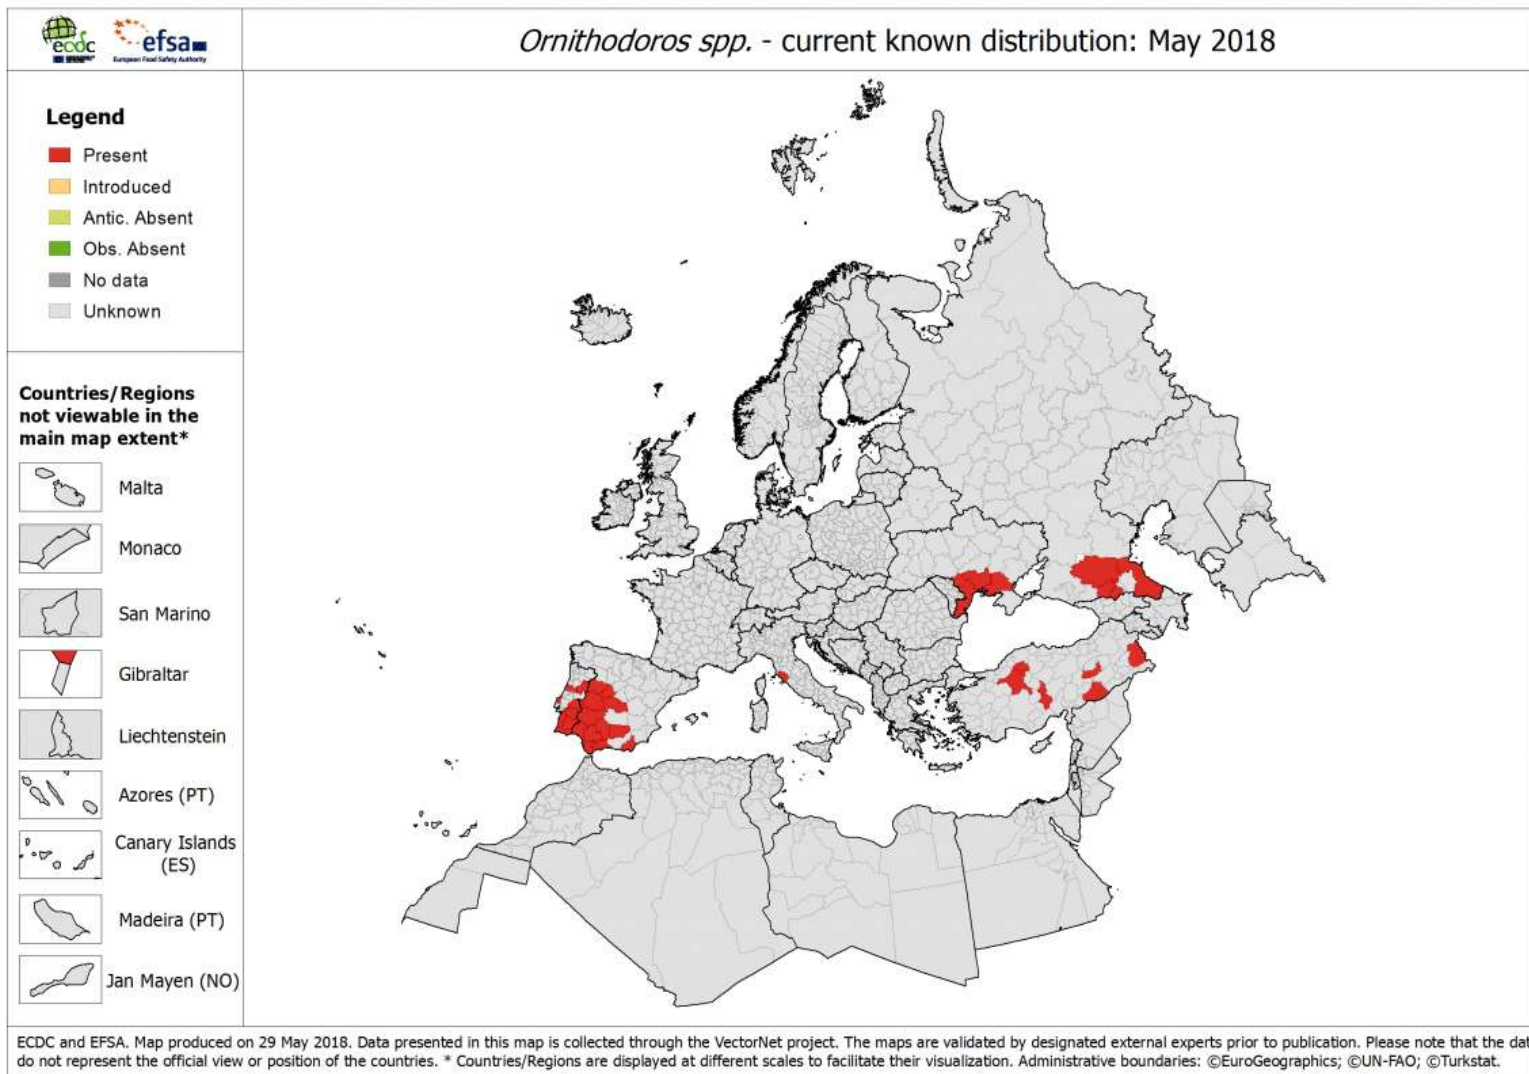 ecdc
efsa
European Food Safety Authority
Ornithodoros spp. - current known distribution: May 2018
Legend
Present
Introduced
Antic. Absent
Obs. Absent
No data
Unknown
Countries/Regions
not viewable in the
main map extent*
Malta
Monaco
San Marino
Gibraltar
Liechtenstein
Azores (PT)
Canary Islands
(ES)
Madeira (PT)
Jan Mayen (NO)
ECDC and EFSA. Map produced on 29 May 2018. Data presented in this map is collected through the VectorNet project. The maps are validated by designated external experts prior to publication. Please note that the dat
do not represent the official view or position of the countries. * Countries/Regions are displayed at different scales to facilitate their visualization. Administrative boundaries: ©EuroGeographics; ©UN-FAO; ©Turkstat.